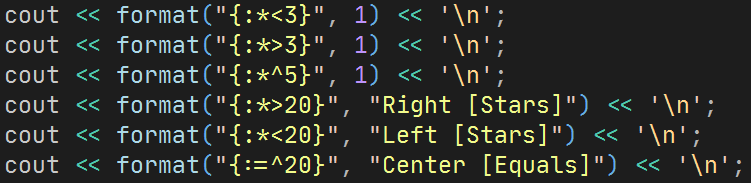 cout << format("{:*<3}", 1) << '\n';
cout << format("{:*>3}", 1) << '\n';
cout << format("{:*^5}", 1) << '\n';
cout << format("{:*>20}", "Right [Stars]") << '\n';
cout << format("{:*<20}", "Left [Stars]") << '\n';
cout << format("{:=^20}", "Center [Equals]") << '\n';